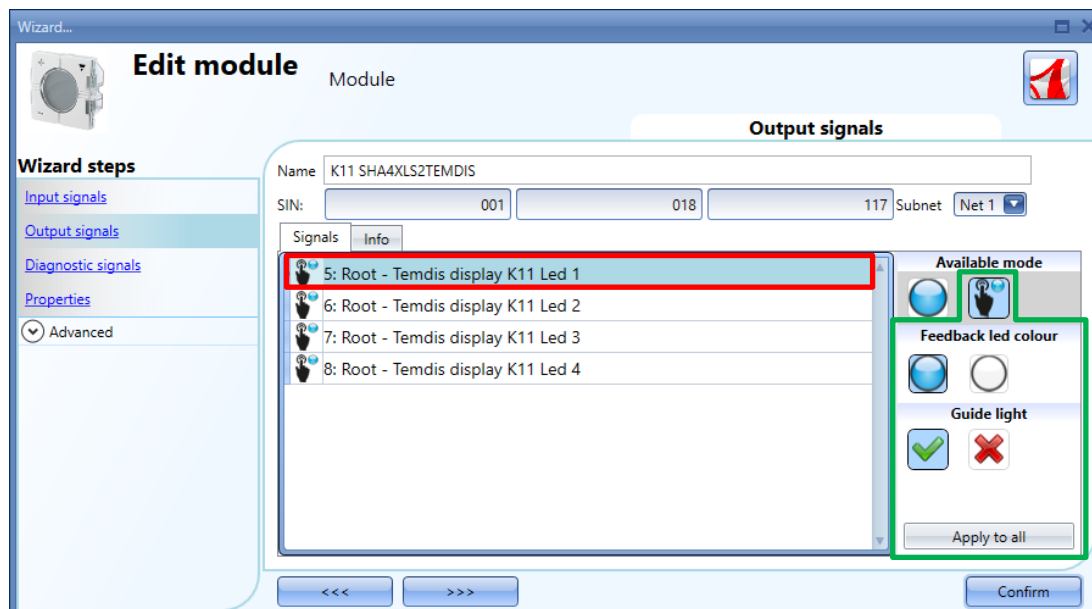 Wizard...
Edit module
Module
Output signals
Wizard steps
Input signals
Output signals
Diagnostic signals
Properties
Advanced
Name K11 SHA4XLS2TEMDIS
SIN: 001 018 117 Subnet Net 1
Signals Info
5: Root - Temdis display K11 Led 1
6: Root - Temdis display K11 Led 2
7: Root - Temdis display K11 Led 3
8: Root - Temdis display K11 Led 4
Available mode
Feedback led colour
Guide light
Apply to all
<<< >>> Confirm